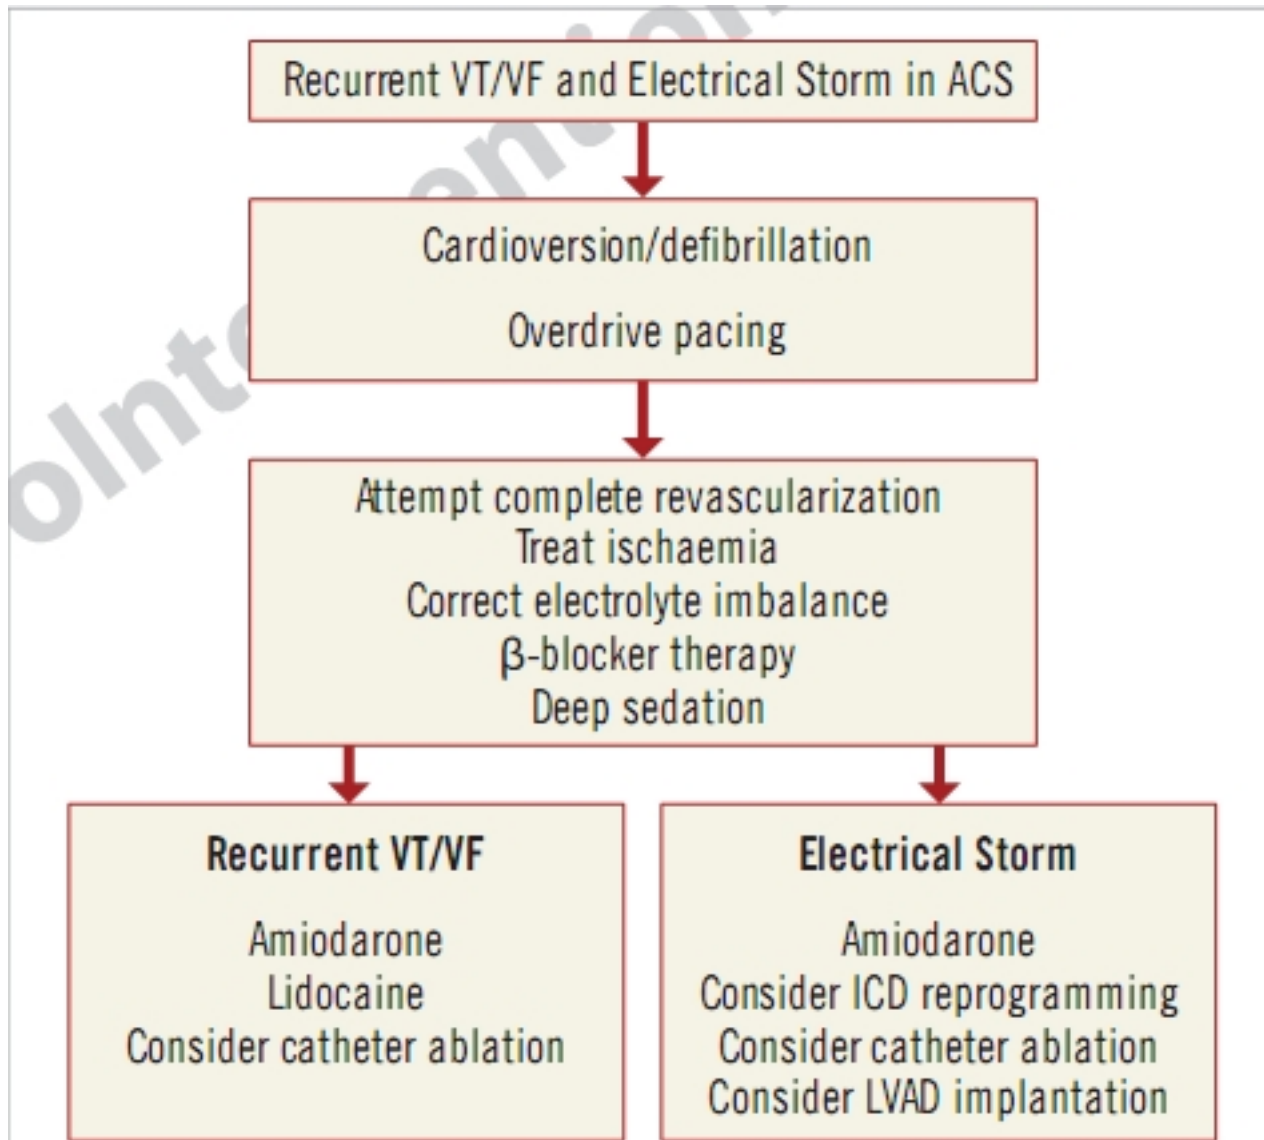 Recurrent VT/VF and Electrical Storm in ACS
Cardioversion/defibrillation
Overdrive pacing
Attempt complete revascularization
Treat ischaemia
Correct electrolyte imbalance
β-blocker therapy
Deep sedation
Recurrent VT/VF
Amiodarone
Lidocaine
Consider catheter ablation
Electrical Storm
Amiodarone
Consider ICD reprogramming
Consider catheter ablation
Consider LVAD implantation